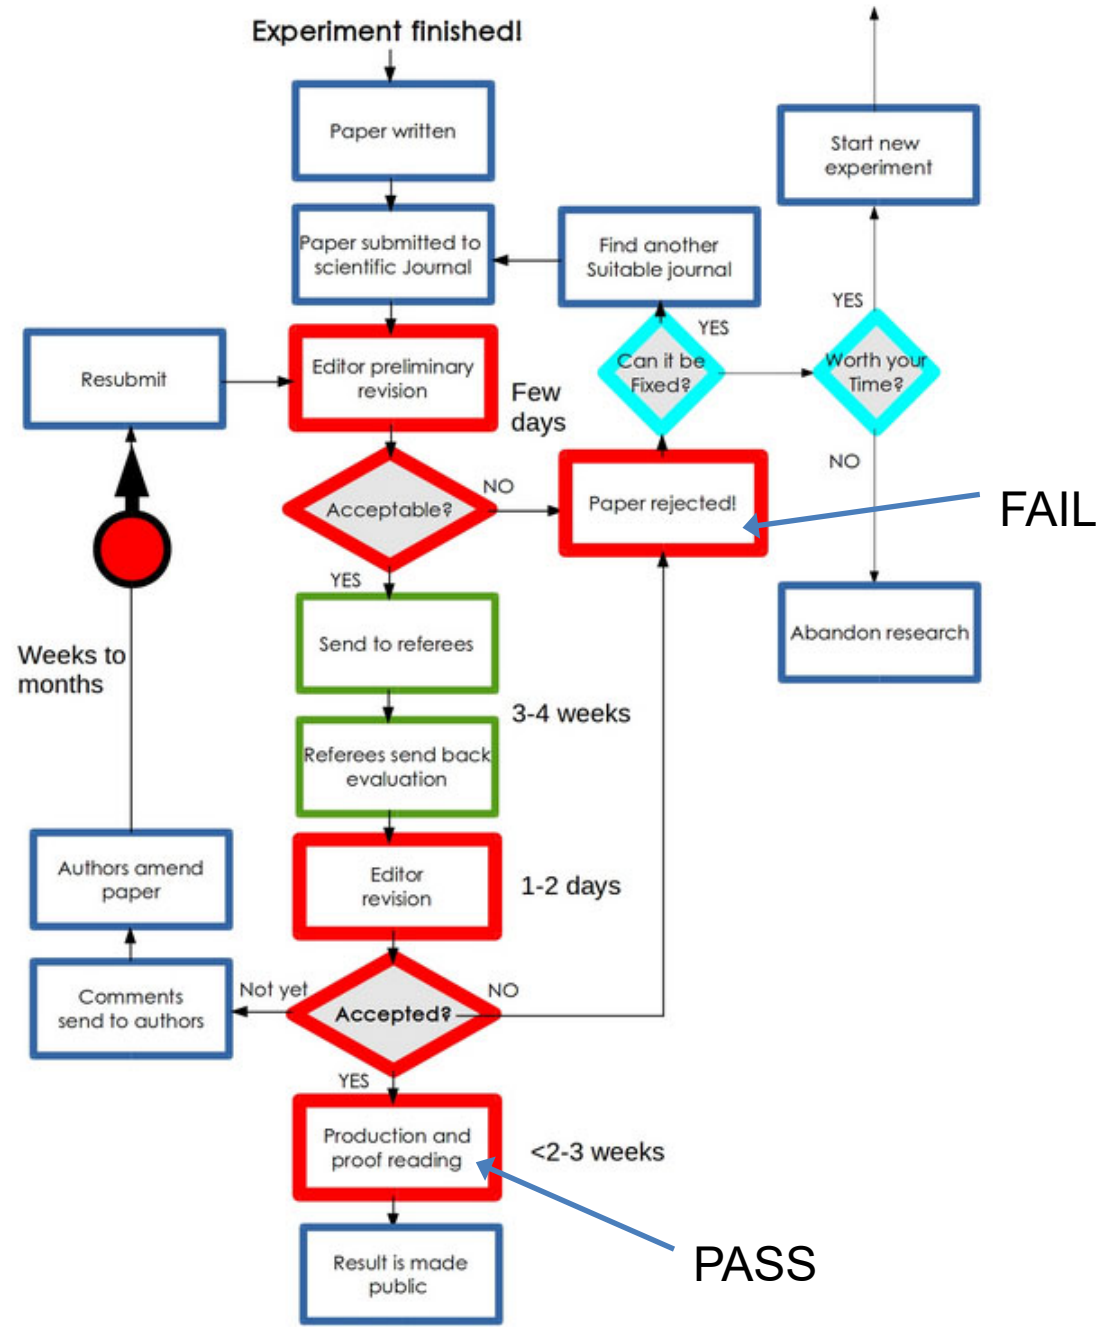 Experiment finished!
Paper written
Start new
experiment
Paper submitted to
scientific Journal
Find another
Suitable journal
YES
YES
Resubmit
Editor preliminary
revision
Few
days
Can it be
Fixed?
Worth your
Time?
NO
Acceptable?
NO
Paper rejected!
FAIL
YES
Send to referees
Abandon research
Weeks to
months
3-4 weeks
Referees send back
evaluation
Authors amend
paper
Editor
revision
1-2 days
Comments
send to authors
Not yet
Accepted?
NO
YES
Production and
proof reading
<2-3 weeks
Result is made
public
PASS